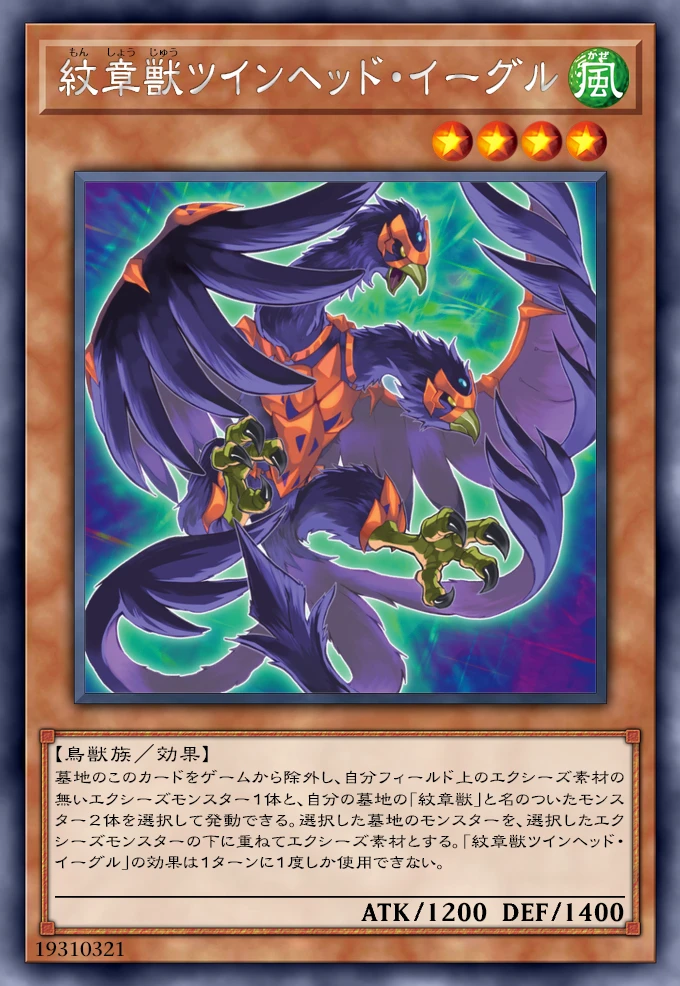 もん しょう じゅう
紋章獣ツインヘッド・イーグル
かぜ
風
【鳥獣族／効果】
墓地のこのカードをゲームから除外し、自分フィールド上のエクシーズ素材の
無いエクシーズモンスター１体と、自分の墓地の「紋章獣」と名のついたモンス
ター２体を選択して発動できる。選択した墓地のモンスターを、選択したエク
シーズモンスターの下に重ねてエクシーズ素材とする。「紋章獣ツインヘッド・
イーグル」の効果は１ターンに１度しか使用できない。
ATK/1200 DEF/1400
19310321